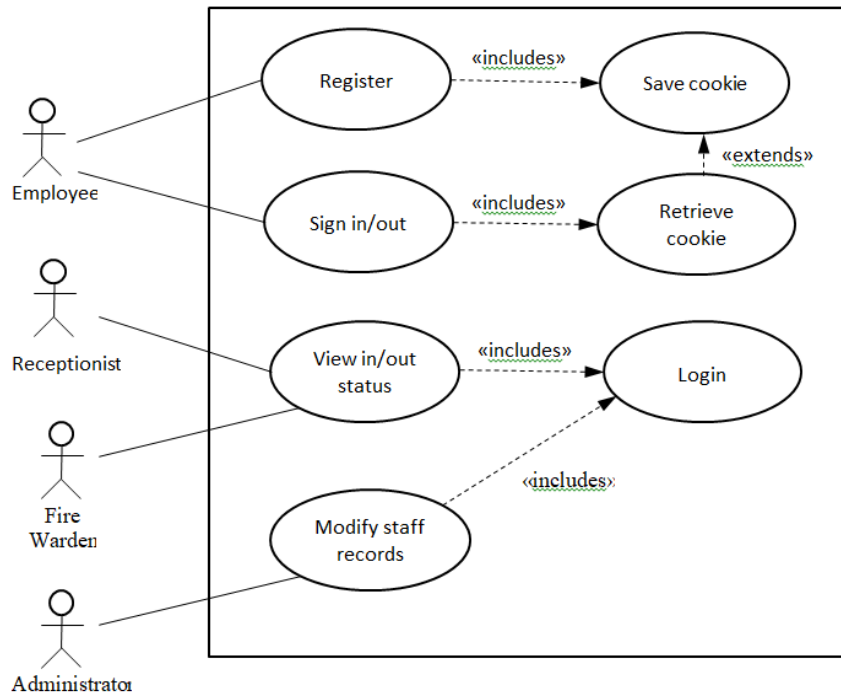 Register
«includes»
Save cookie
«extends»
Employee
Sign in/out
«includes»
Retrieve
cookie
Receptionist
View in/out
status
«includes»
Login
Fire
Warden
«includes»
Modify staff
records
Administrator